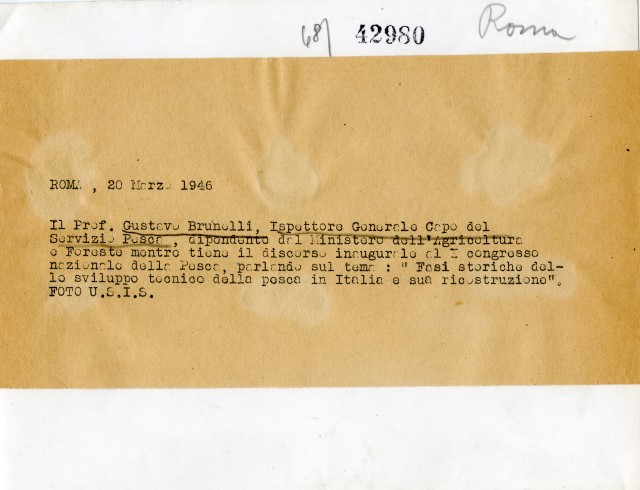 68/ 42980 Roma
ROMA , 20 Marzo 1946
Il Prof. Gustavo Brunelli, Ispettore Generale Capo del
Servizio Pesca, dipendente dal Ministero dell'Agricoltura
e Foreste mentre tiene il discorso inaugurale al I congresso
nazionale della Pesca, parlando sul tema : " Fasi storiche del-
lo sviluppo tecnico della pesca in Italia e sua ricostruzione".
FOTO U.S.I.S.